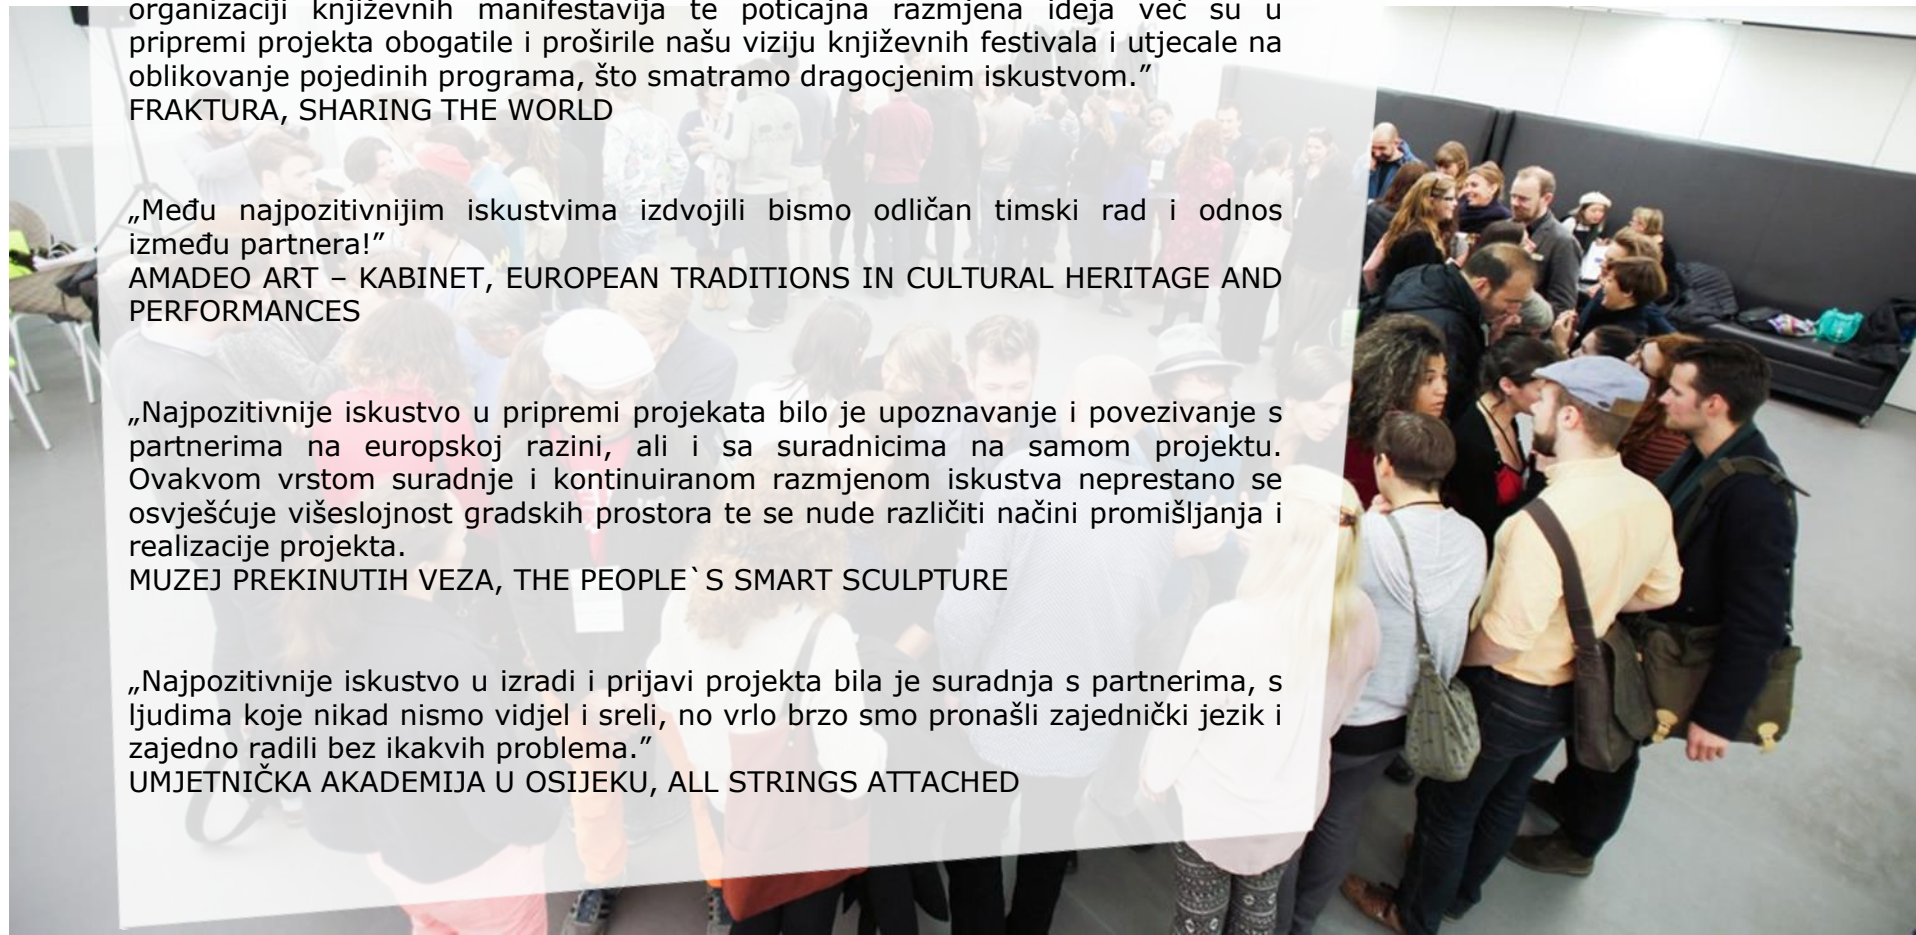 organizaciji književnih manifestavija te poticajna razmjena ideja već su u
pripremi projekta obogatile i proširile našu viziju književnih festivala i utjecale na
oblikovanje pojedinih programa, što smatramo dragocjenim iskustvom.”
FRAKTURA, SHARING THE WORLD
„Među najpozitivnijim iskustvima izdvojili bismo odličan timski rad i odnos
između partnera!”
AMADEO ART – KABINET, EUROPEAN TRADITIONS IN CULTURAL HERITAGE AND
PERFORMANCES
„Najpozitivnije iskustvo u pripremi projekata bilo je upoznavanje i povezivanje s
partnerima na europskoj razini, ali i sa suradnicima na samom projektu.
Ovakvom vrstom suradnje i kontinuiranom razmjenom iskustva neprestano se
osvješćuje višeslojnost gradskih prostora te se nude različiti načini promišljanja i
realizacije projekta.
MUZEJ PREKINUTIH VEZA, THE PEOPLE`S SMART SCULPTURE
„Najpozitivnije iskustvo u izradi i prijavi projekta bila je suradnja s partnerima, s
ljudima koje nikad nismo vidjel i sreli, no vrlo brzo smo pronašli zajednički jezik i
zajedno radili bez ikakvih problema.”
UMJETNIČKA AKADEMIJA U OSIJEKU, ALL STRINGS ATTACHED